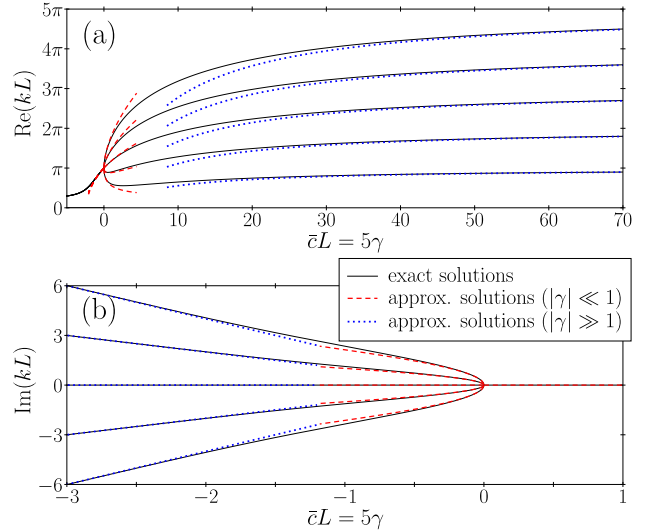 (a)
Re(kL)
5π
4π
3π
2π
π
0
0 10 20 30 40 50 60 70
c̄L = 5γ
(b)
Im(kL)
6
3
0
−3
−6
−3 −2 −1 0 1
c̄L = 5γ
exact solutions
approx. solutions (|γ| ≪ 1)
approx. solutions (|γ| ≫ 1)